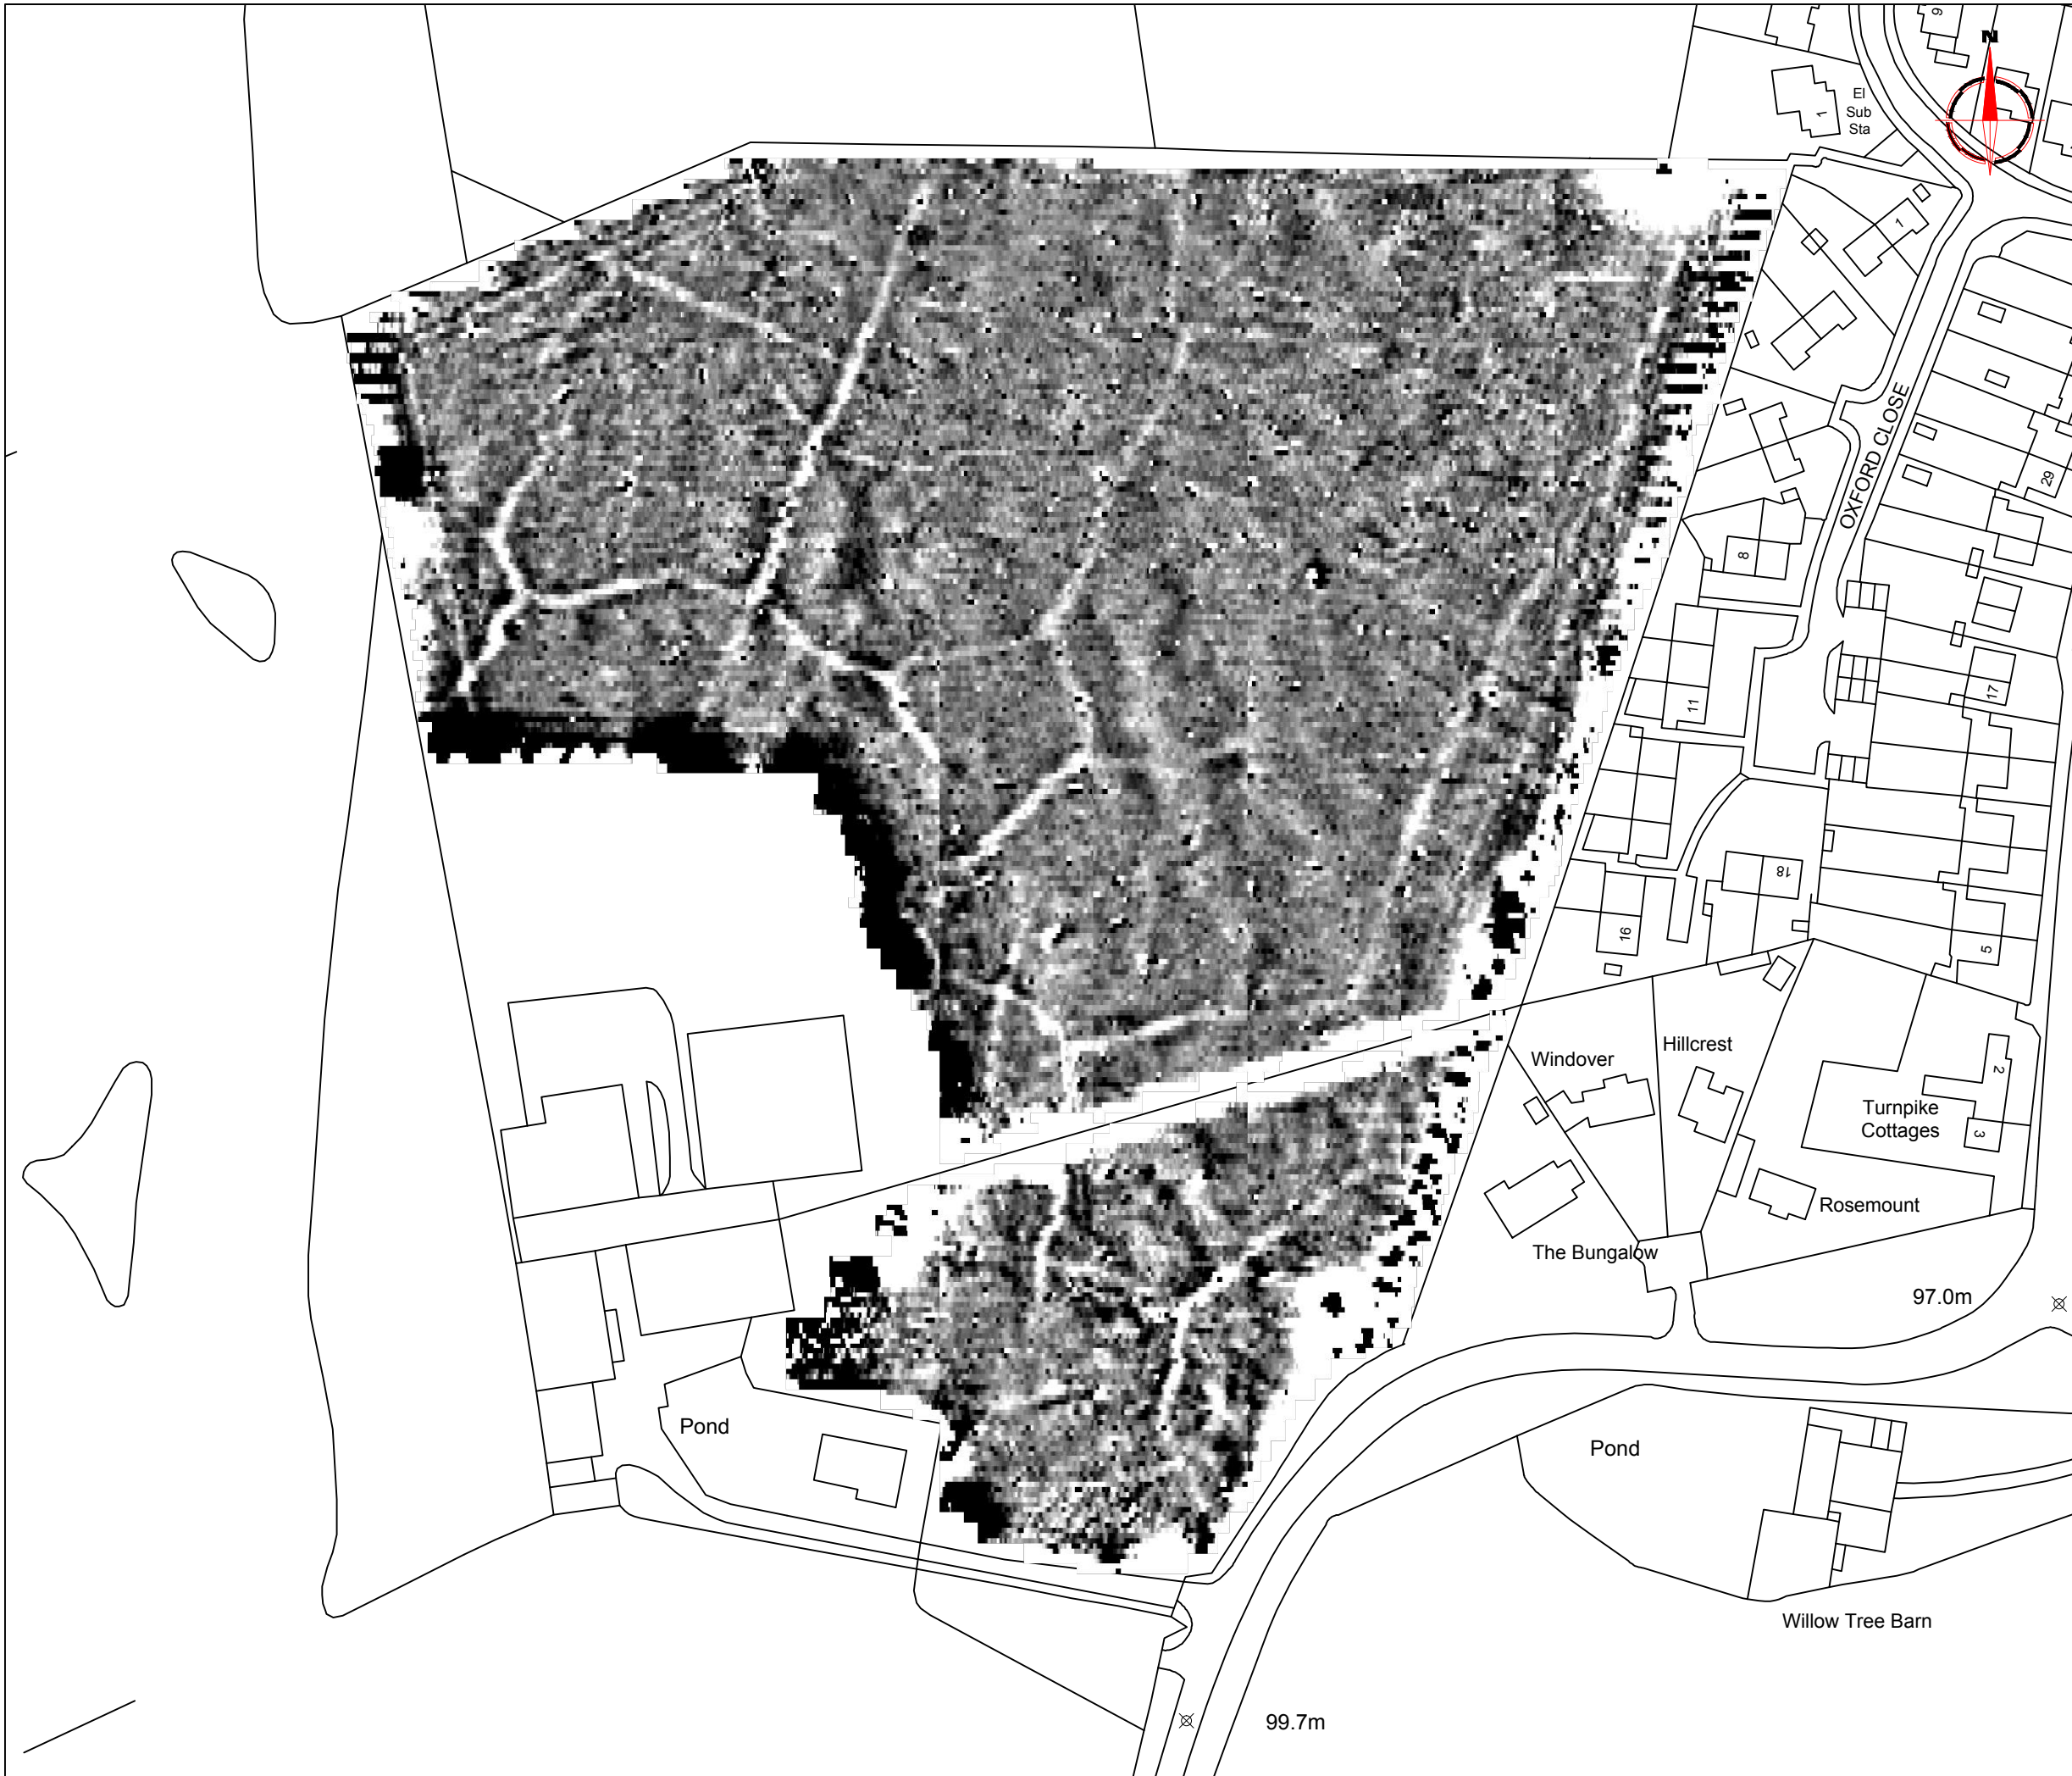 9
N
El
Sub
Sta
1
1
OXFORD CLOSE
29
8
11
17
18
16
5
Windover
Hillcrest
2
Turnpike
Cottages
3
Rosemount
The Bungalow
97.0m
Pond
Pond
Willow Tree Barn
99.7m